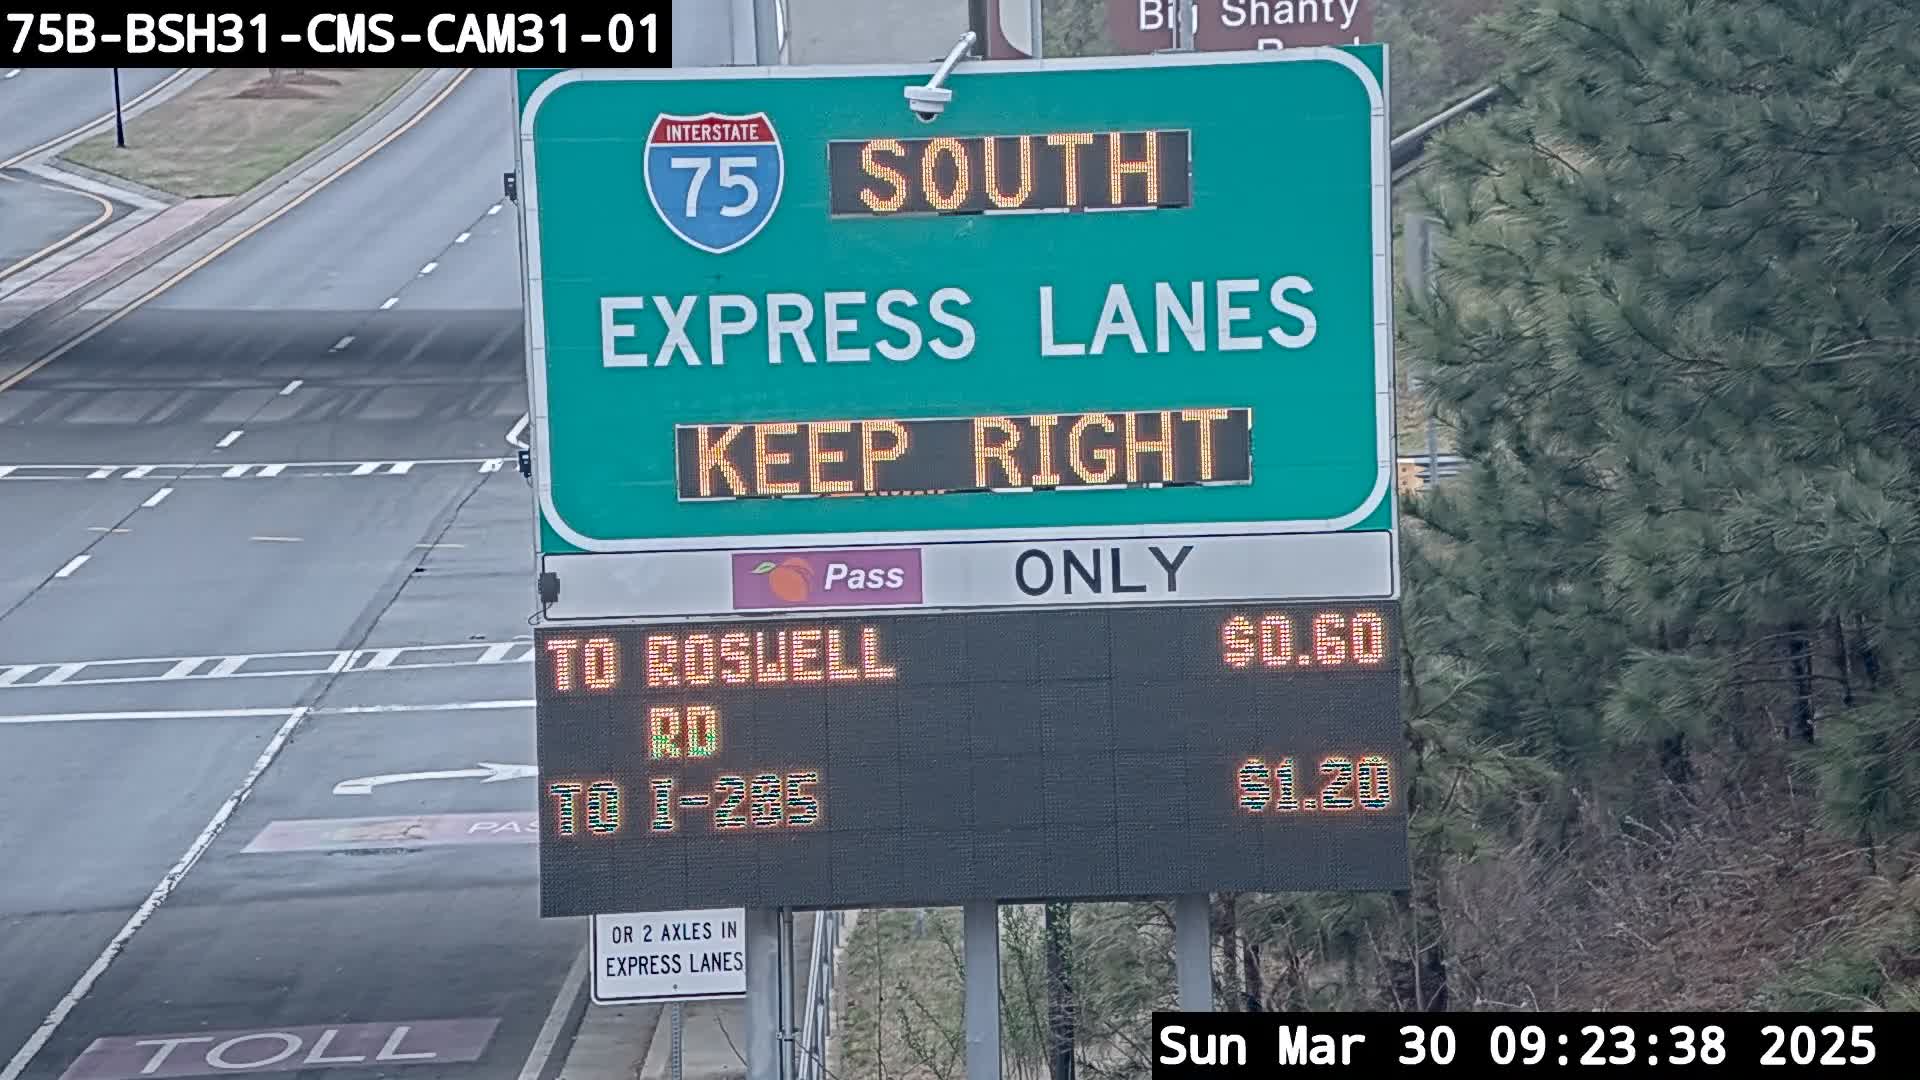 75B-BSH31-CMS-CAM31-01
Big Shanty
INTERSTATE
75
SOUTH
EXPRESS LANES
KEEP RIGHT
Pass ONLY
TO ROSWELL $0.60
RD
TO I-285 $1.20
OR 2 AXLES IN
EXPRESS LANES
TOLL
Sun Mar 30 09:23:38 2025